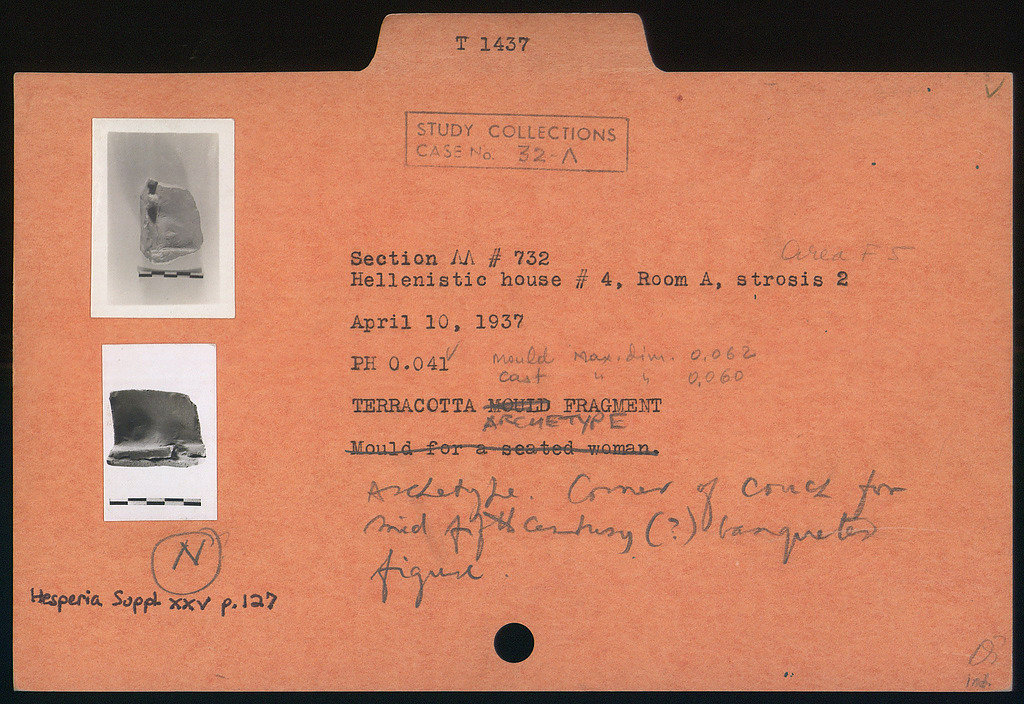 T 1437
STUDY COLLECTIONS
CASE No. 32-A
Section ΛΛ # 732
Area F 5
Hellenistic house # 4, Room A, strosis 2
April 10, 1937
PH 0.041✓ mould max. dim. 0,062
cast " " 0,060
TERRACOTTA MOULD FRAGMENT
ARCHETYPE
Mould for a seated woman.
Archetype. Corner of couch for
mid fifth century (?) banqueter
figure.
N
Hesperia Suppl. XXV p.127